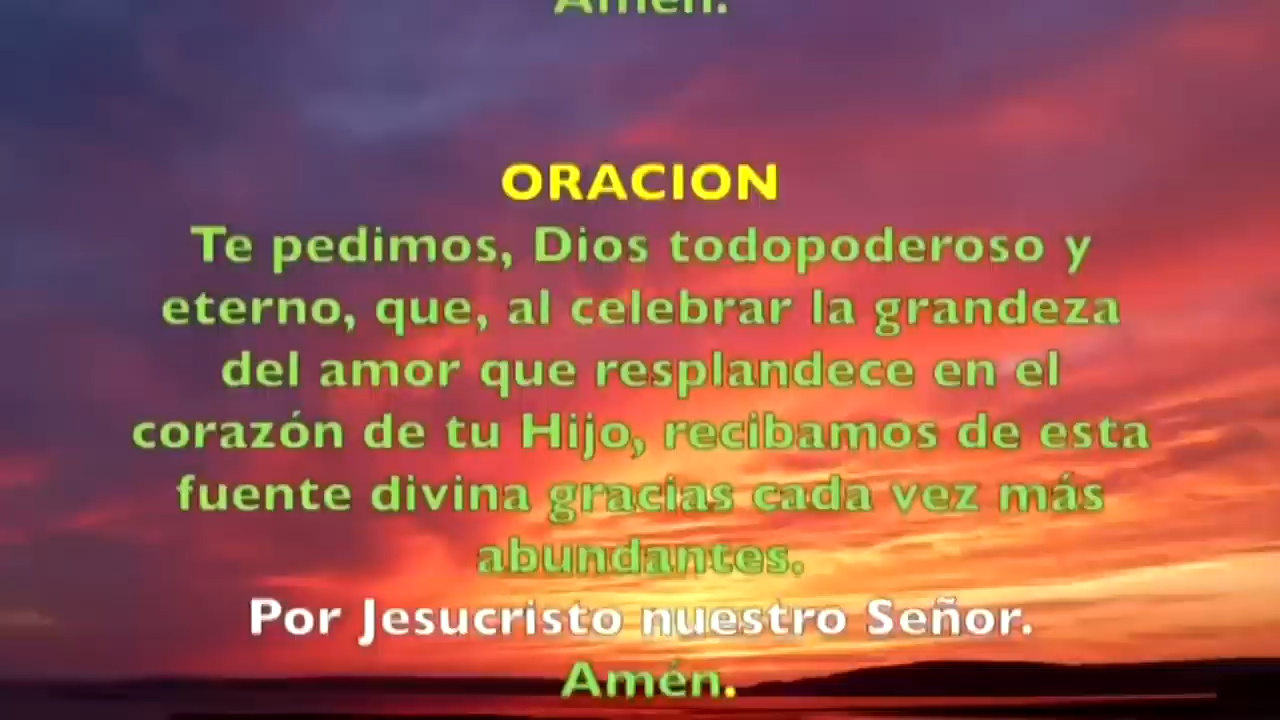 Amén.
ORACION
Te pedimos, Dios todopoderoso y
eterno, que, al celebrar la grandeza
del amor que resplandece en el
corazón de tu Hijo, recibamos de esta
fuente divina gracias cada vez más
abundantes.
Por Jesucristo nuestro Señor.
Amén.